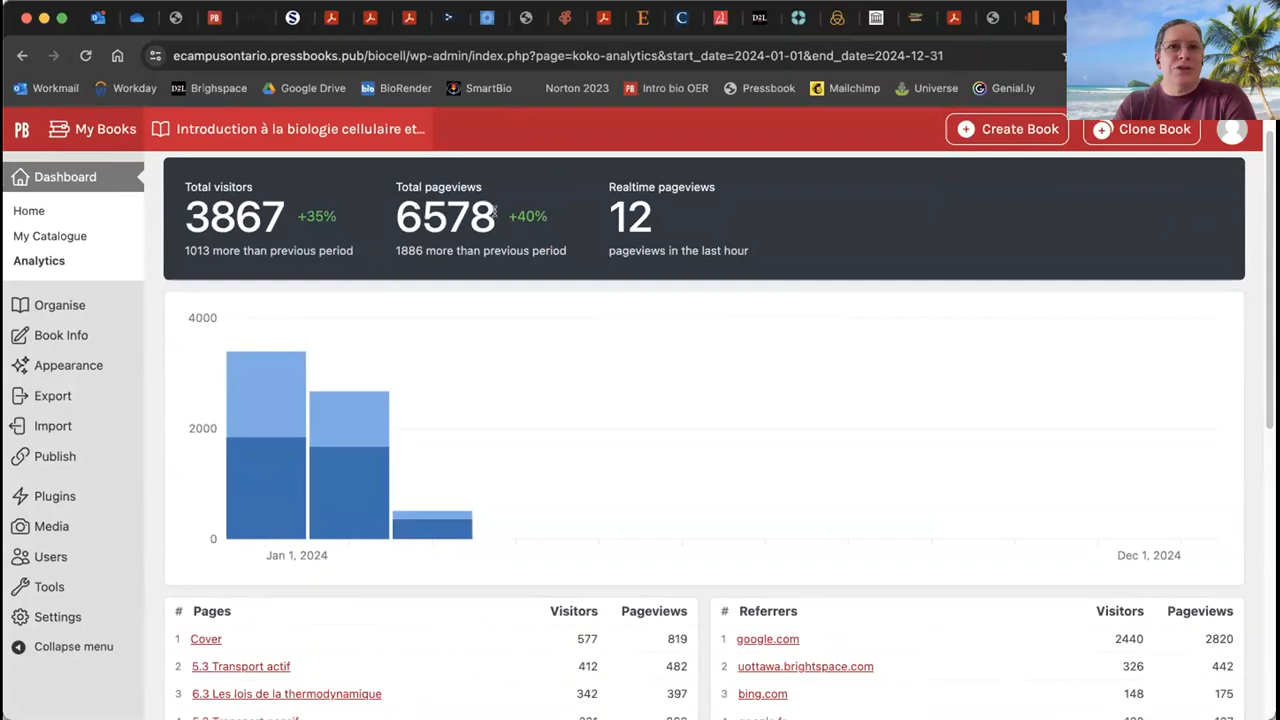 ecampusontario.pressbooks.pub/biocell/wp-admin/index.php?page=koko-analytics&start_date=2024-01-01&end_date=2024-12-31
Workmail Workday D2L Brighspace Google Drive bio BioRender SmartBio Norton 2023 PB Intro bio OER Pressbook Mailchimp Universe Genial.ly
PB My Books Introduction à la biologie cellulaire et... Create Book Clone Book
Dashboard
Home
My Catalogue
Analytics
Organise
Book Info
Appearance
Export
Import
Publish
Plugins
Media
Users
Tools
Settings
Collapse menu
Total visitors
3867 +35%
1013 more than previous period
Total pageviews
6578 +40%
1886 more than previous period
Realtime pageviews
12
pageviews in the last hour
4000
2000
0
Jan 1, 2024 Dec 1, 2024
# Pages Visitors Pageviews
1 Cover 577 819
2 5.3 Transport actif 412 482
3 6.3 Les lois de la thermodynamique 342 397
# Referrers Visitors Pageviews
1 google.com 2440 2820
2 uottawa.brightspace.com 326 442
3 bing.com 148 175